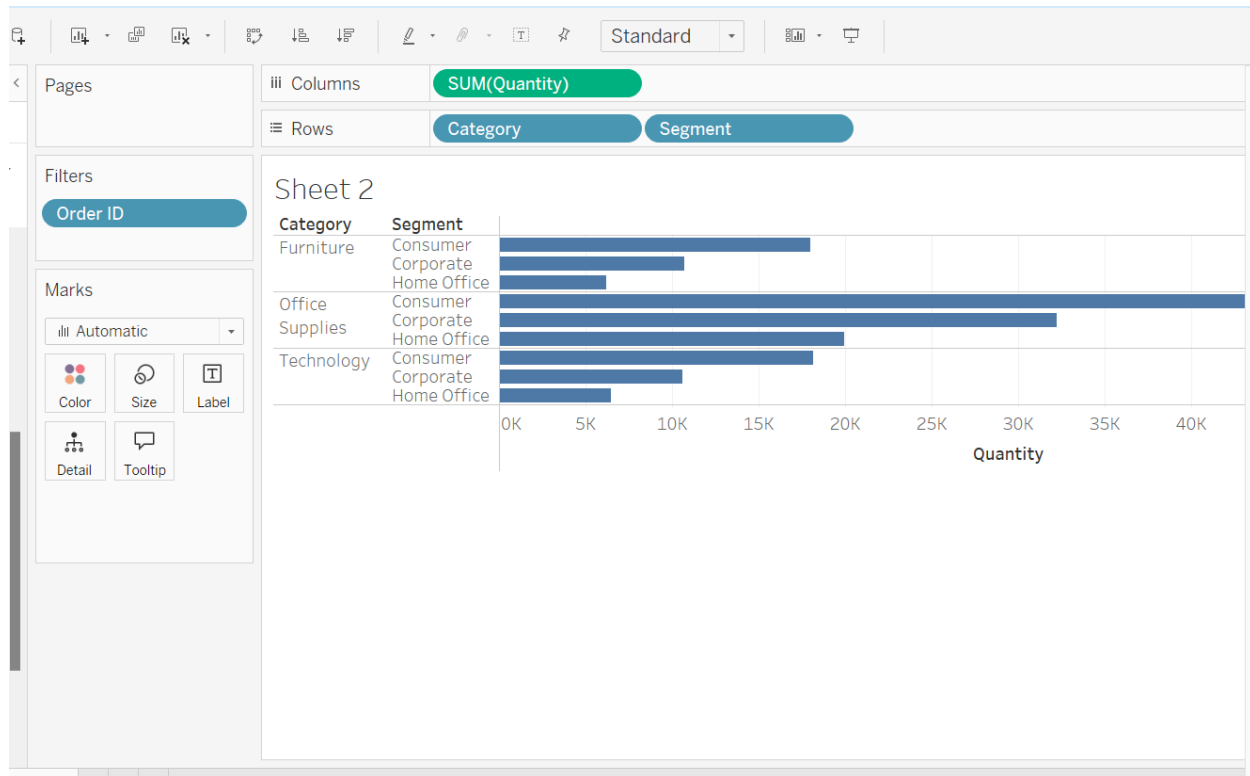 Standard
Pages
Columns
SUM(Quantity)
Rows
Category
Segment
Filters
Order ID
Sheet 2
Category Segment
Furniture Consumer
Corporate
Home Office
Office Consumer
Supplies Corporate
Home Office
Technology Consumer
Corporate
Home Office
0K 5K 10K 15K 20K 25K 30K 35K 40K
Quantity
Marks
Automatic
Color Size Label
Detail Tooltip